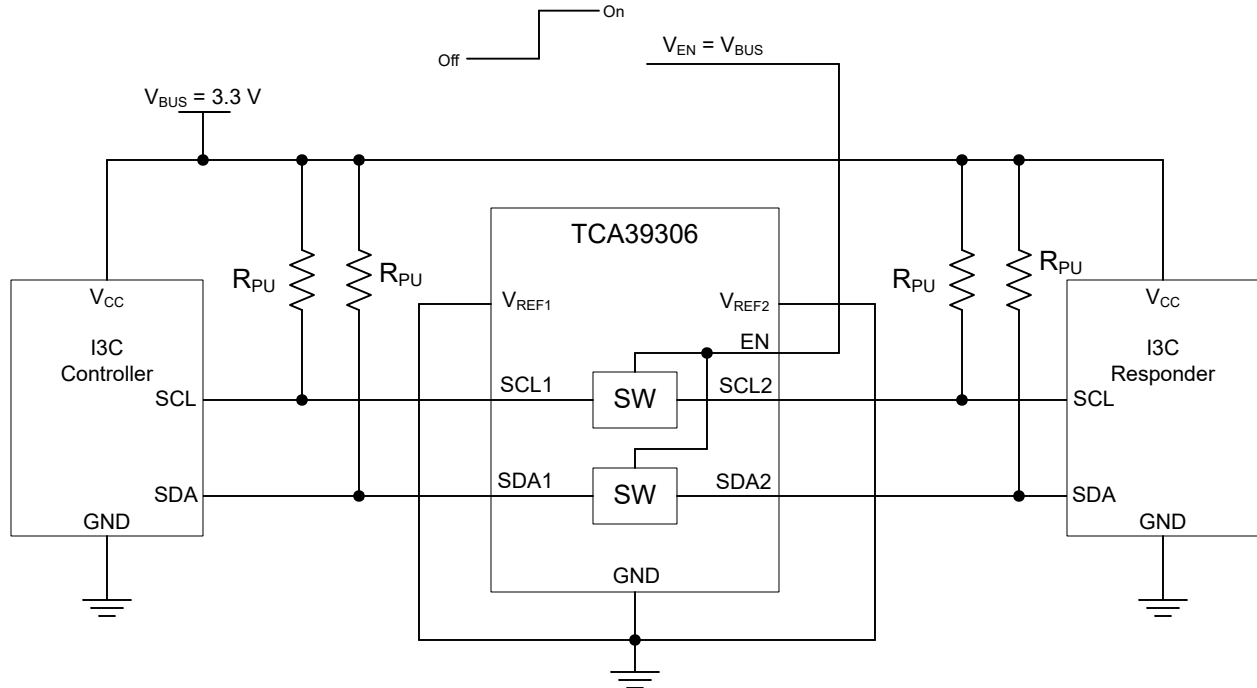 On
Off
V_EN = V_BUS
V_BUS = 3.3 V
TCA39306
R_PU
R_PU
R_PU
R_PU
V_CC
V_REF1
V_REF2
V_CC
I3C
Controller
EN
I3C
Responder
SCL
SCL1
SW
SCL2
SCL
SDA
SDA1
SW
SDA2
SDA
GND
GND
GND